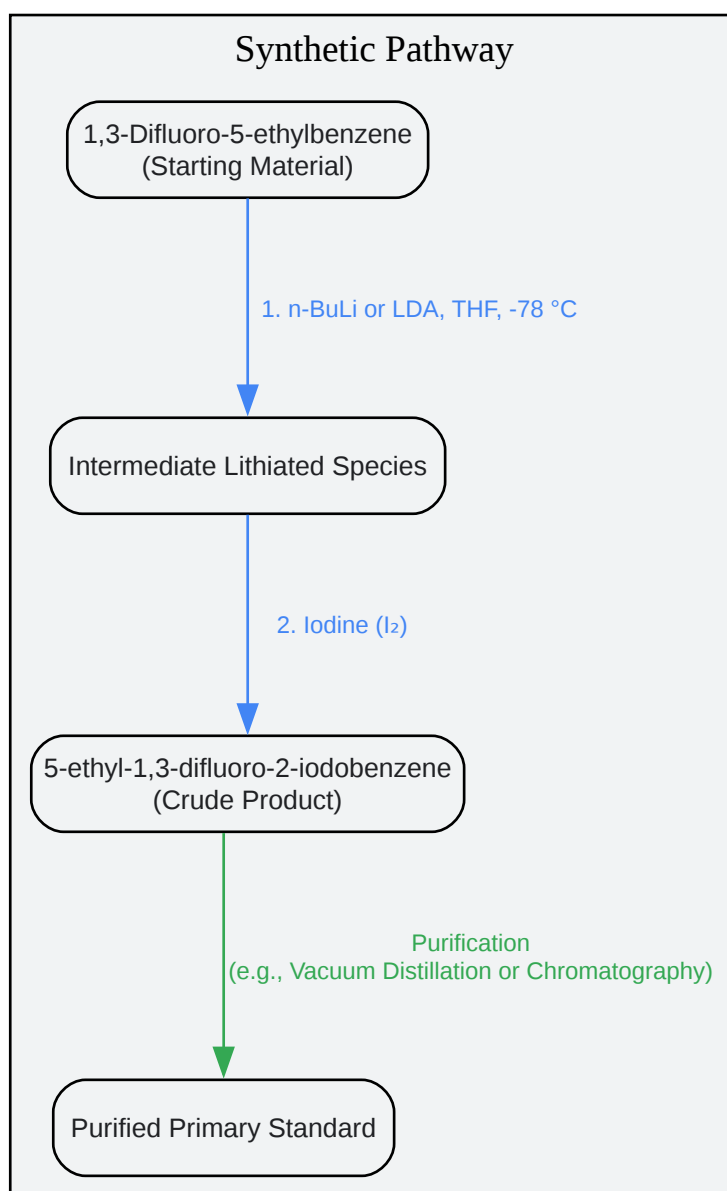 Synthetic Pathway
1,3-Difluoro-5-ethylbenzene
(Starting Material)
1. n-BuLi or LDA, THF, -78 °C
Intermediate Lithiated Species
2. Iodine (I₂)
5-ethyl-1,3-difluoro-2-iodobenzene
(Crude Product)
Purification
(e.g., Vacuum Distillation or Chromatography)
Purified Primary Standard